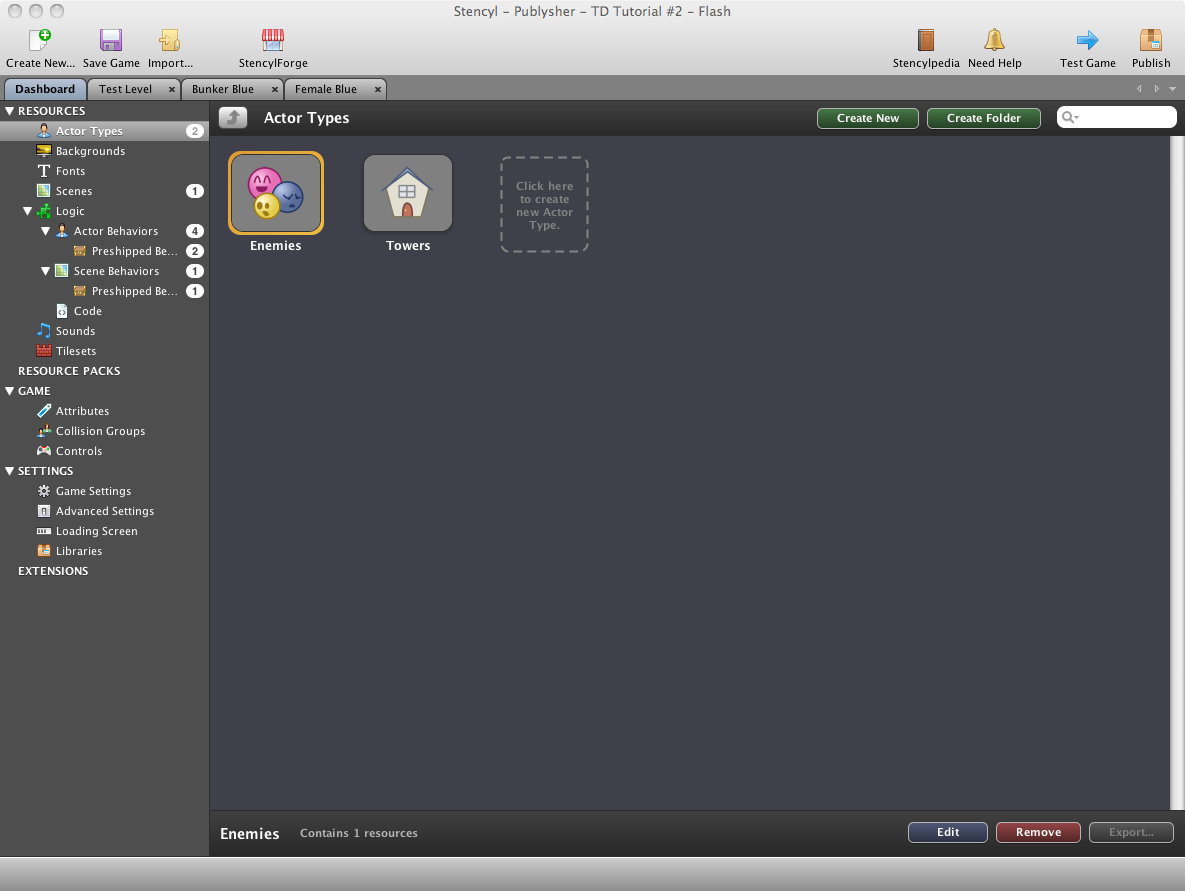 Stencyl – Publysher – TD Tutorial #2 – Flash
Create New... Save Game Import... StencylForge Stencylpedia Need Help Test Game Publish
Dashboard Test Level Bunker Blue Female Blue
RESOURCES
Actor Types 2
Backgrounds
Fonts
Scenes 1
Logic
Actor Behaviors 4
Preshipped Be... 2
Scene Behaviors 1
Preshipped Be... 1
Code
Sounds
Tilesets
RESOURCE PACKS
GAME
Attributes
Collision Groups
Controls
SETTINGS
Game Settings
Advanced Settings
Loading Screen
Libraries
EXTENSIONS
Actor Types Create New Create Folder
Enemies
Towers
Click here
to create
new Actor
Type.
Enemies Contains 1 resources Edit Remove Export...